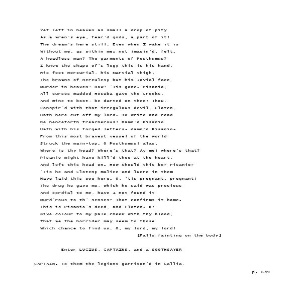 Yet left in heaven as small a drop of pity
As a wren's eye, fear'd gods, a part of it!
The dream's here still. Even when I wake it is
Without me, as within me; not imagin'd, felt.
A headless man? The garments of Posthumus?
I know the shape of's leg; this is his hand,
His foot Mercurial, his Martial thigh,
The brawns of Hercules; but his Jovial face-
Murder in heaven! How! 'Tis gone. Pisanio,
All curses madded Hecuba gave the Greeks,
And mine to boot, be darted on thee! Thou,
Conspir'd with that irregulous devil, Cloten,
Hath here cut off my lord. To write and read
Be henceforth treacherous! Damn'd Pisanio
Hath with his forged letters- damn'd Pisanio-
From this most bravest vessel of the world
Struck the main-top. O Posthumus! alas,
Where is thy head? Where's that? Ay me! where's that?
Pisanio might have kill'd thee at the heart,
And left this head on. How should this be? Pisanio?
'Tis he and Cloten; malice and lucre in them
Have laid this woe here. O, 'tis pregnant, pregnant!
The drug he gave me, which he said was precious
And cordial to me, have I not found it
Murd'rous to th' senses? That confirms it home.
This is Pisanio's deed, and Cloten. O!
Give colour to my pale cheek with thy blood,
That we the horrider may seem to those
Which chance to find us. O, my lord, my lord!
[Falls fainting on the body]
Enter LUCIUS, CAPTAINS, and a SOOTHSAYER
CAPTAIN. To them the legions garrison'd in Gallia,